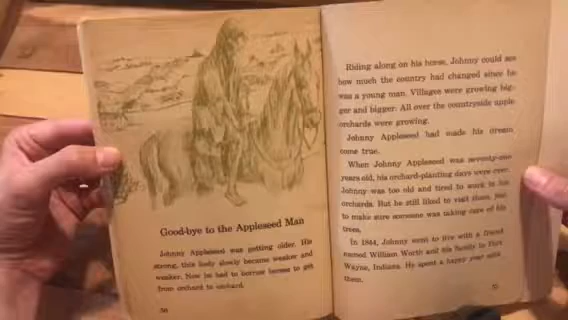 Good-bye to the Appleseed Man
Johnny Appleseed was getting older. His
strong, thin body slowly became weaker and
weaker. Now he had to borrow horses to get
from orchard to orchard.
Riding along on his horse, Johnny could see
how much the country had changed since he
was a young man. Villages were growing big-
ger and bigger. All over the countryside apple
orchards were growing.
Johnny Appleseed had made his dream
come true.
When Johnny Appleseed was seventy-one
years old, his orchard-planting days were over.
Johnny was too old and tired to work in his
orchards. But he still liked to visit them, just
to make sure someone was taking care of his
trees.
In 1844, Johnny went to live with a friend
named William Worth and his family in Fort
Wayne, Indiana. He spent a happy year with
them.